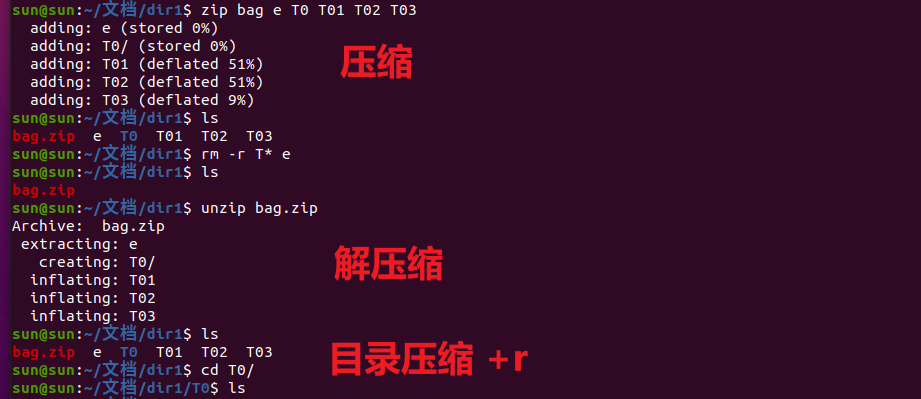 sun@sun:~/文档/dir1$ zip bag e T0 T01 T02 T03
  adding: e (stored 0%)
  adding: T0/ (stored 0%)
  adding: T01 (deflated 51%)
压缩
  adding: T02 (deflated 51%)
  adding: T03 (deflated 9%)
sun@sun:~/文档/dir1$ ls
bag.zip  e  T0  T01  T02  T03
sun@sun:~/文档/dir1$ rm -r T* e
sun@sun:~/文档/dir1$ ls
bag.zip
sun@sun:~/文档/dir1$ unzip bag.zip
Archive:  bag.zip
 extracting: e
   creating: T0/
解压缩
  inflating: T01
  inflating: T02
  inflating: T03
sun@sun:~/文档/dir1$ ls
bag.zip  e  T0  T01  T02  T03
目录压缩 +r
sun@sun:~/文档/dir1$ cd T0/
sun@sun:~/文档/dir1/T0$ ls